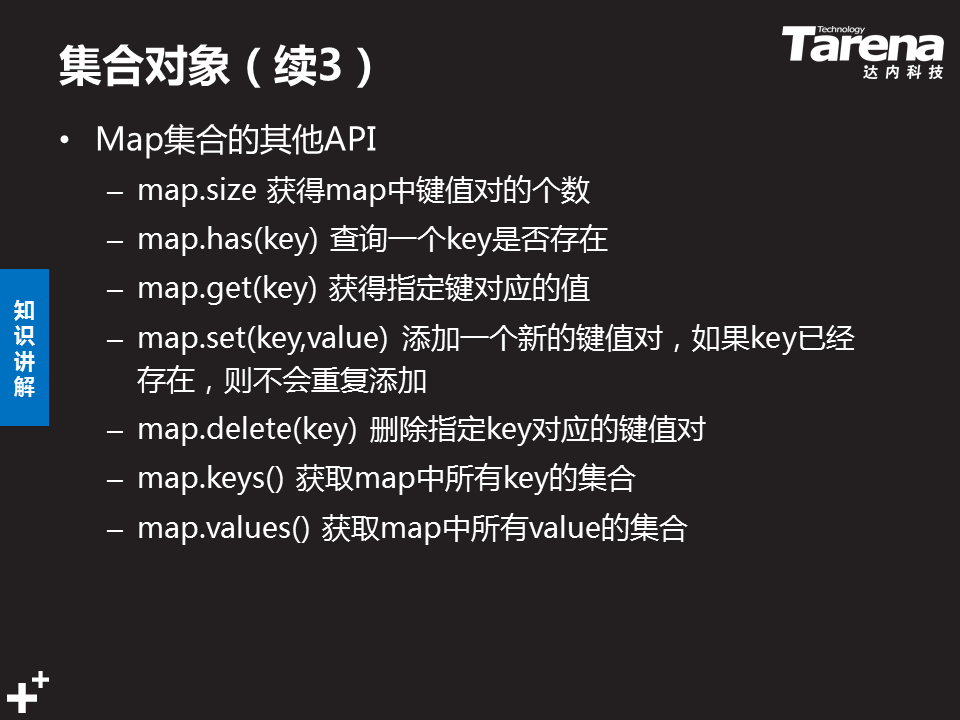 集合对象（续3）
Technology
Tarena
达内科技
• Map集合的其他API
– map.size 获得map中键值对的个数
– map.has(key) 查询一个key是否存在
– map.get(key) 获得指定键对应的值
– map.set(key,value) 添加一个新的键值对，如果key已经
存在，则不会重复添加
– map.delete(key) 删除指定key对应的键值对
– map.keys() 获取map中所有key的集合
– map.values() 获取map中所有value的集合
知
识
讲
解